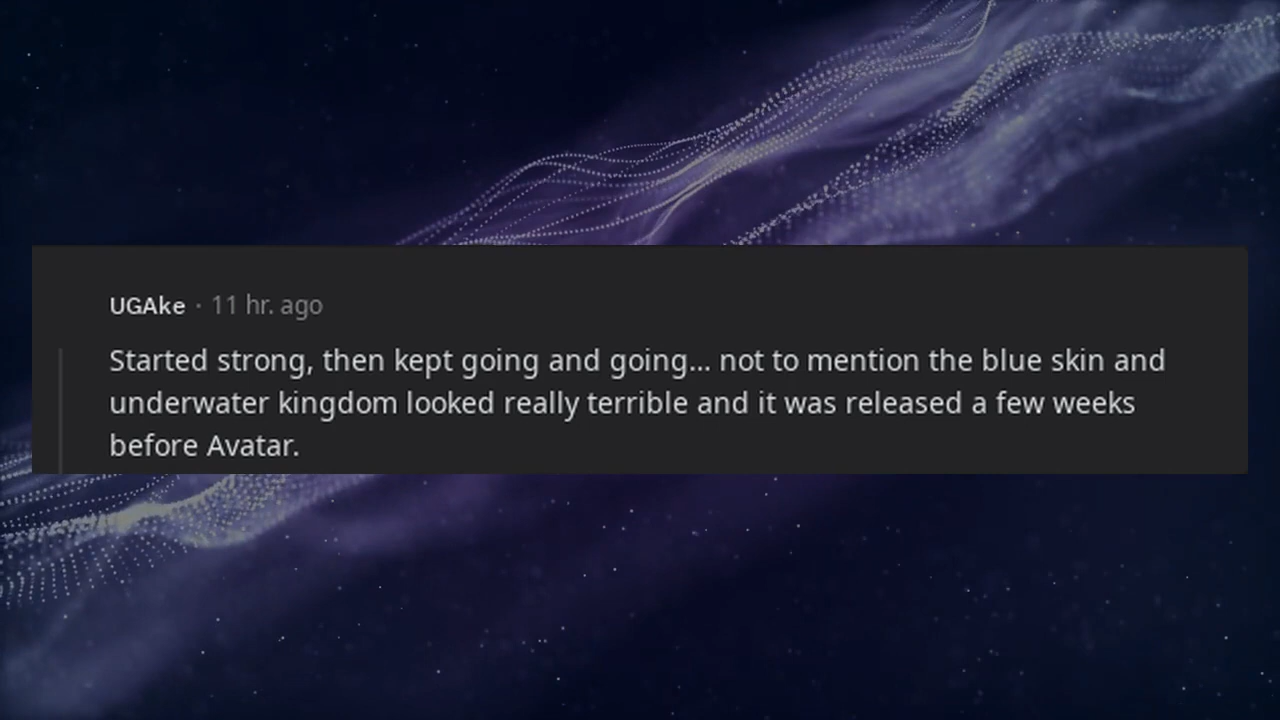 UGAke · 11 hr. ago
Started strong, then kept going and going... not to mention the blue skin and
underwater kingdom looked really terrible and it was released a few weeks
before Avatar.